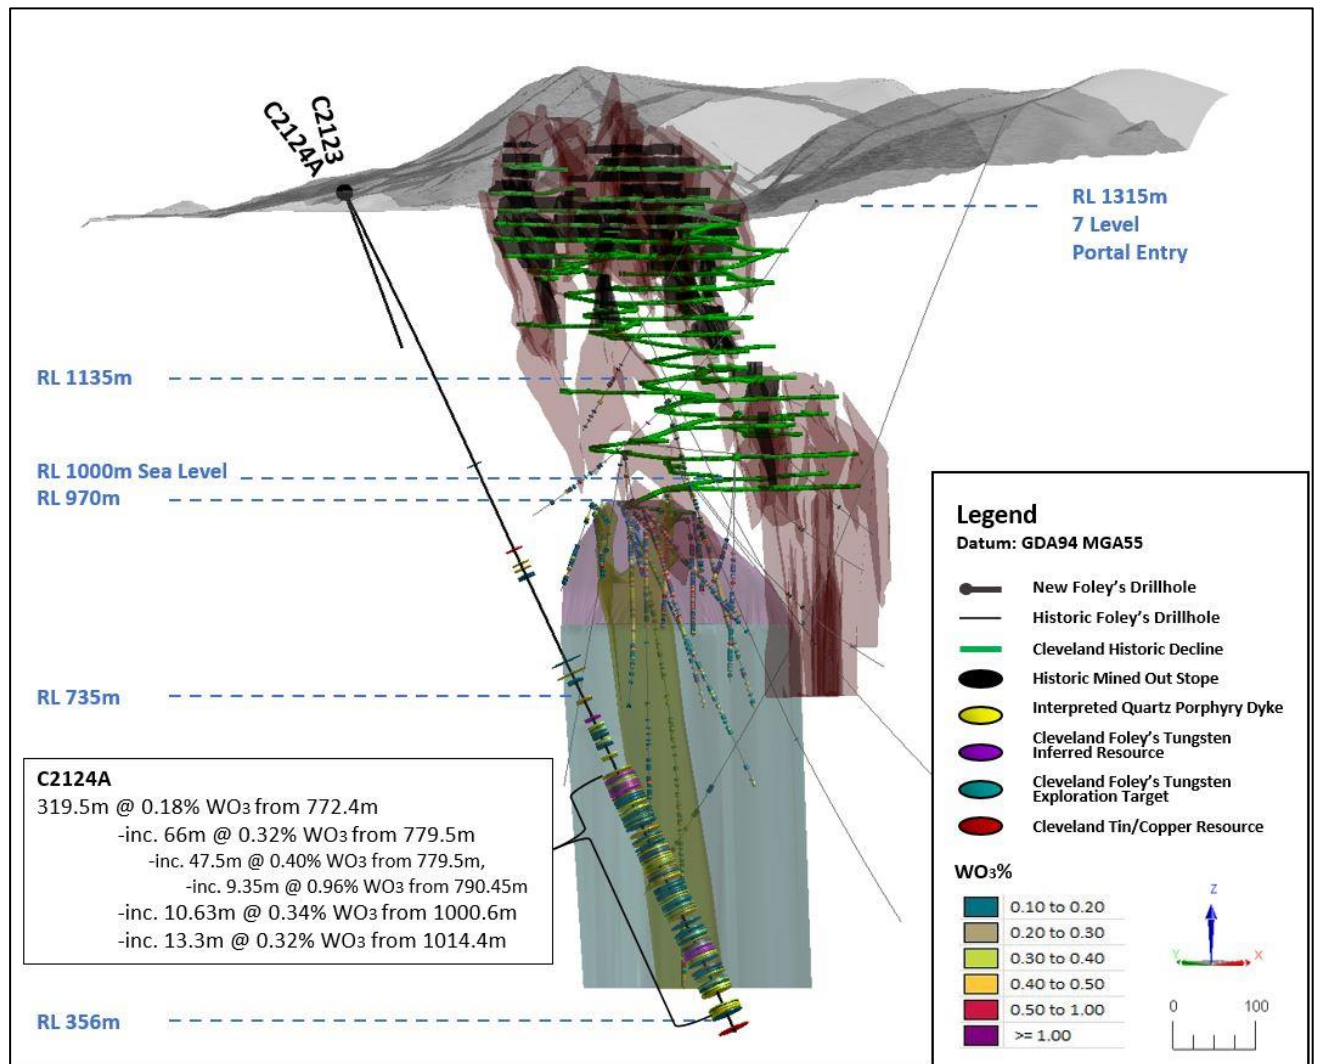 C2123
C2124A
RL 1315m
7 Level
Portal Entry
RL 1135m
RL 1000m Sea Level
RL 970m
RL 735m
C2124A
319.5m @ 0.18% WO3 from 772.4m
-inc. 66m @ 0.32% WO3 from 779.5m
-inc. 47.5m @ 0.40% WO3 from 779.5m,
-inc. 9.35m @ 0.96% WO3 from 790.45m
-inc. 10.63m @ 0.34% WO3 from 1000.6m
-inc. 13.3m @ 0.32% WO3 from 1014.4m
RL 356m
Legend
Datum: GDA94 MGA55
New Foley's Drillhole
Historic Foley's Drillhole
Cleveland Historic Decline
Historic Mined Out Stope
Interpreted Quartz Porphyry Dyke
Cleveland Foley's Tungsten
Inferred Resource
Cleveland Foley's Tungsten
Exploration Target
Cleveland Tin/Copper Resource
WO3%
0.10 to 0.20
0.20 to 0.30
0.30 to 0.40
0.40 to 0.50
0.50 to 1.00
>= 1.00
Z
Y X
0 100